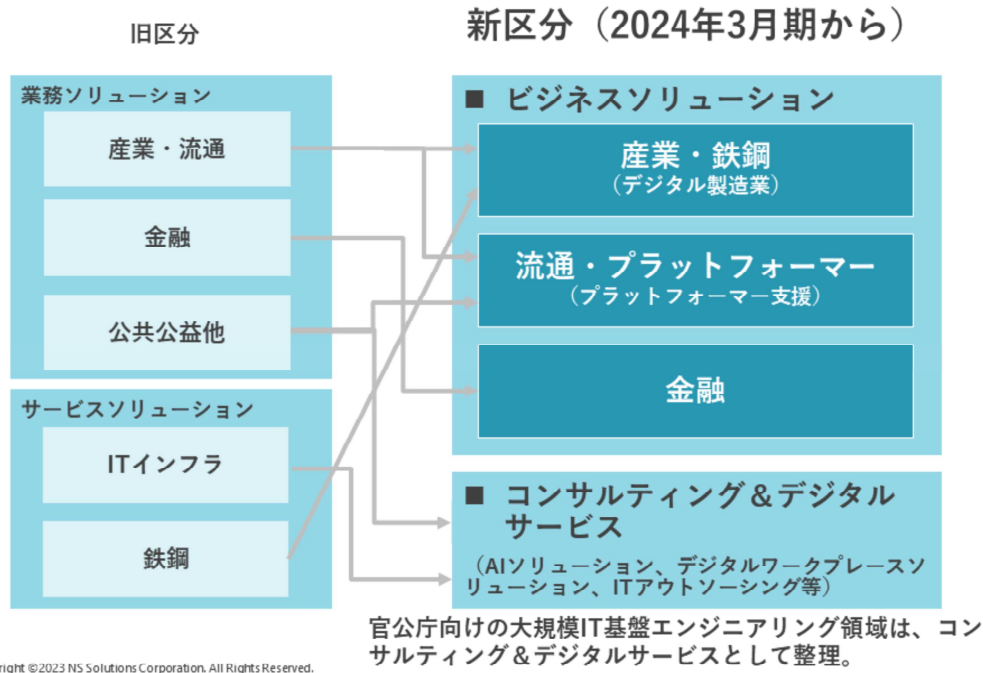 旧区分
新区分（2024年3月期から）
業務ソリューション
産業・流通
金融
公共公益他
サービスソリューション
ITインフラ
鉄鋼
■ ビジネスソリューション
産業・鉄鋼
（デジタル製造業）
流通・プラットフォーマー
（プラットフォーマー支援）
金融
■ コンサルティング＆デジタル
サービス
（AIソリューション、デジタルワークプレースソ
リューション、ITアウトソーシング等）
官公庁向けの大規模IT基盤エンジニアリング領域は、コン
サルティング＆デジタルサービスとして整理。
right ©2023 NS Solutions Corporation. All Rights Reserved.